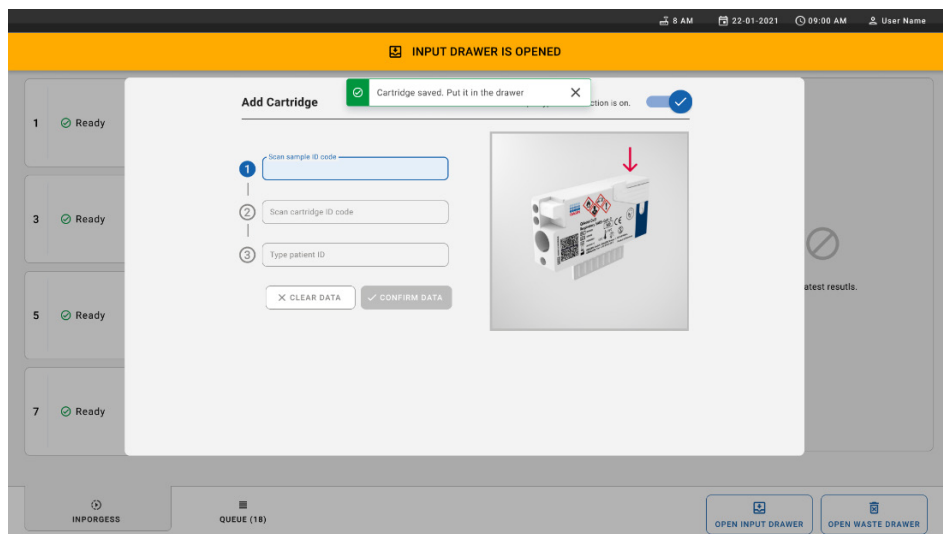 8 AM
22-01-2021
09:00 AM
User Name
INPUT DRAWER IS OPENED
Cartridge saved. Put it in the drawer
Add Cartridge
ction is on.
1 Ready
3 Ready
5 Ready
7 Ready
1 Scan sample ID code
2 Scan cartridge ID code
3 Type patient ID
CLEAR DATA
CONFIRM DATA
CE
atest resutls.
INPORGESS
QUEUE (18)
OPEN INPUT DRAWER
OPEN WASTE DRAWER